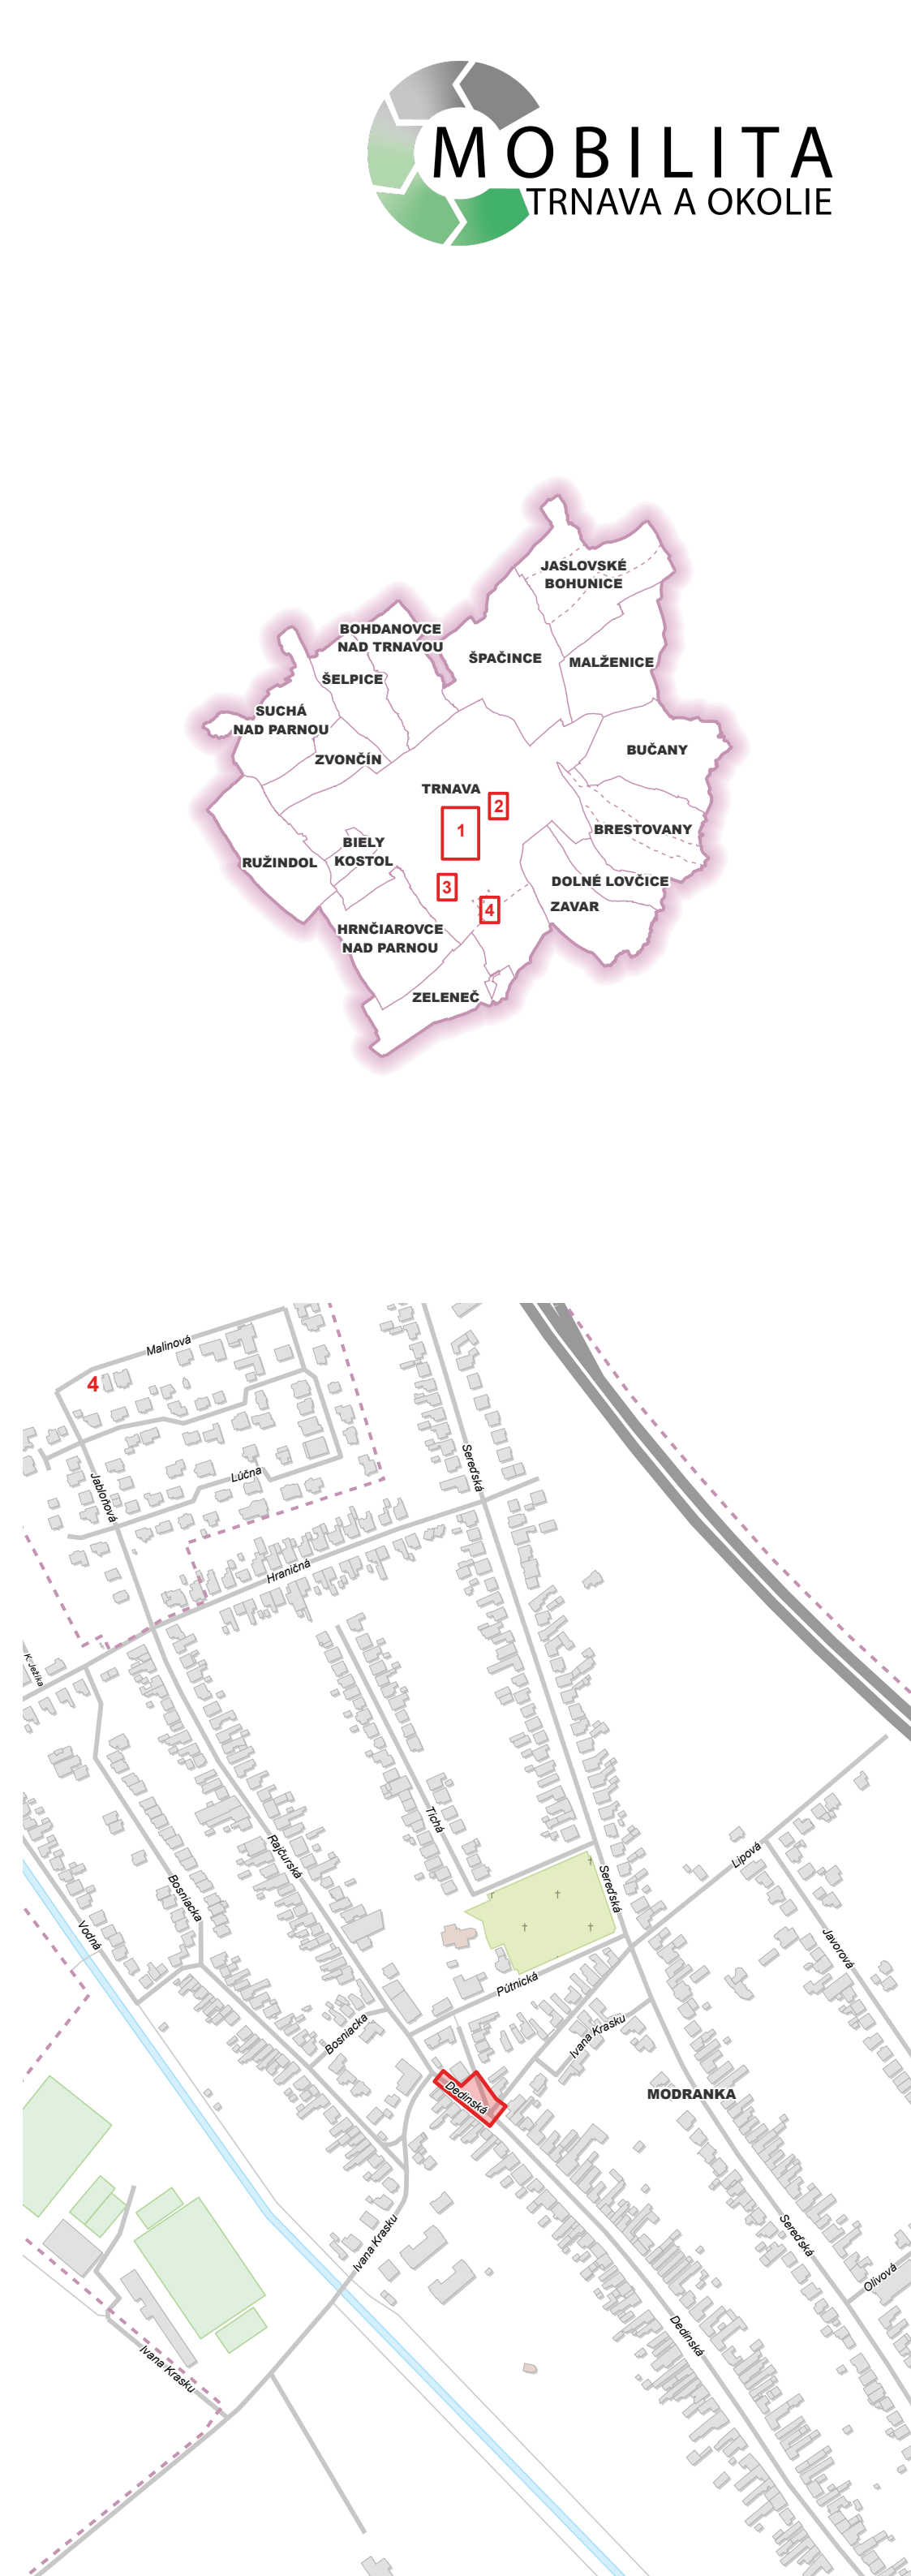 MOBILITA
TRNAVA A OKOLIE
JASLOVSKÉ
BOHUNICE
BOHDANOVCE
NAD TRNAVOU
ŠPAČINCE
MALŽENICE
ŠELPICE
SUCHÁ
NAD PARNOU
ZVONČÍN
BUČANY
TRNAVA
2
1
BRESTOVANY
BIELY
KOSTOL
RUŽINDOL
DOLNÉ LOVČICE
3
ZAVAR
4
HRNČIAROVCE
NAD PARNOU
ZELENEČ
Malinová
4
Sereďská
Lúčna
Jabloňová
Hraničná
K. Ježika
Tichá
Rajčurská
Lipová
Sereďská
Bosniacka
Vodná
Javorová
Pútnická
Bosniacka
Ivana Krasku
Dedinská
MODRANKA
Ivana Krasku
Sereďská
Olivová
Dedinská
Ivana Krasku